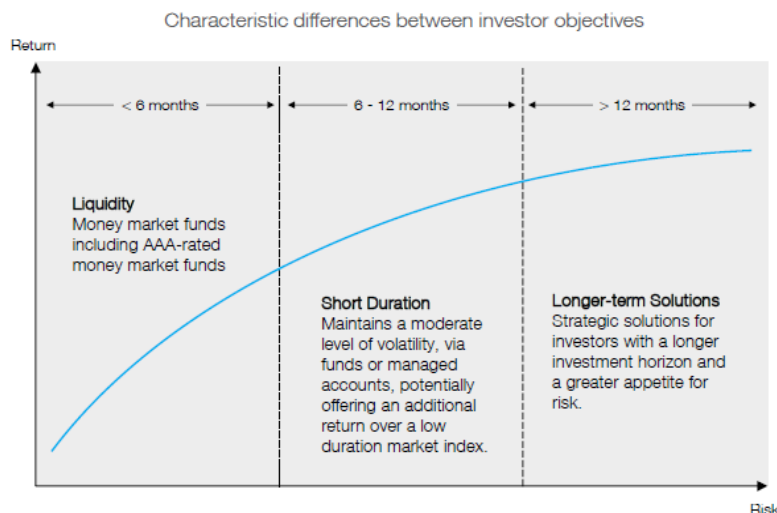 Characteristic differences between investor objectives
Return
< 6 months
6 - 12 months
> 12 months
Liquidity
Money market funds
including AAA-rated
money market funds
Short Duration
Maintains a moderate
level of volatility, via
funds or managed
accounts, potentially
offering an additional
return over a low
duration market index.
Longer-term Solutions
Strategic solutions for
investors with a longer
investment horizon and
a greater appetite for
risk.
Risk